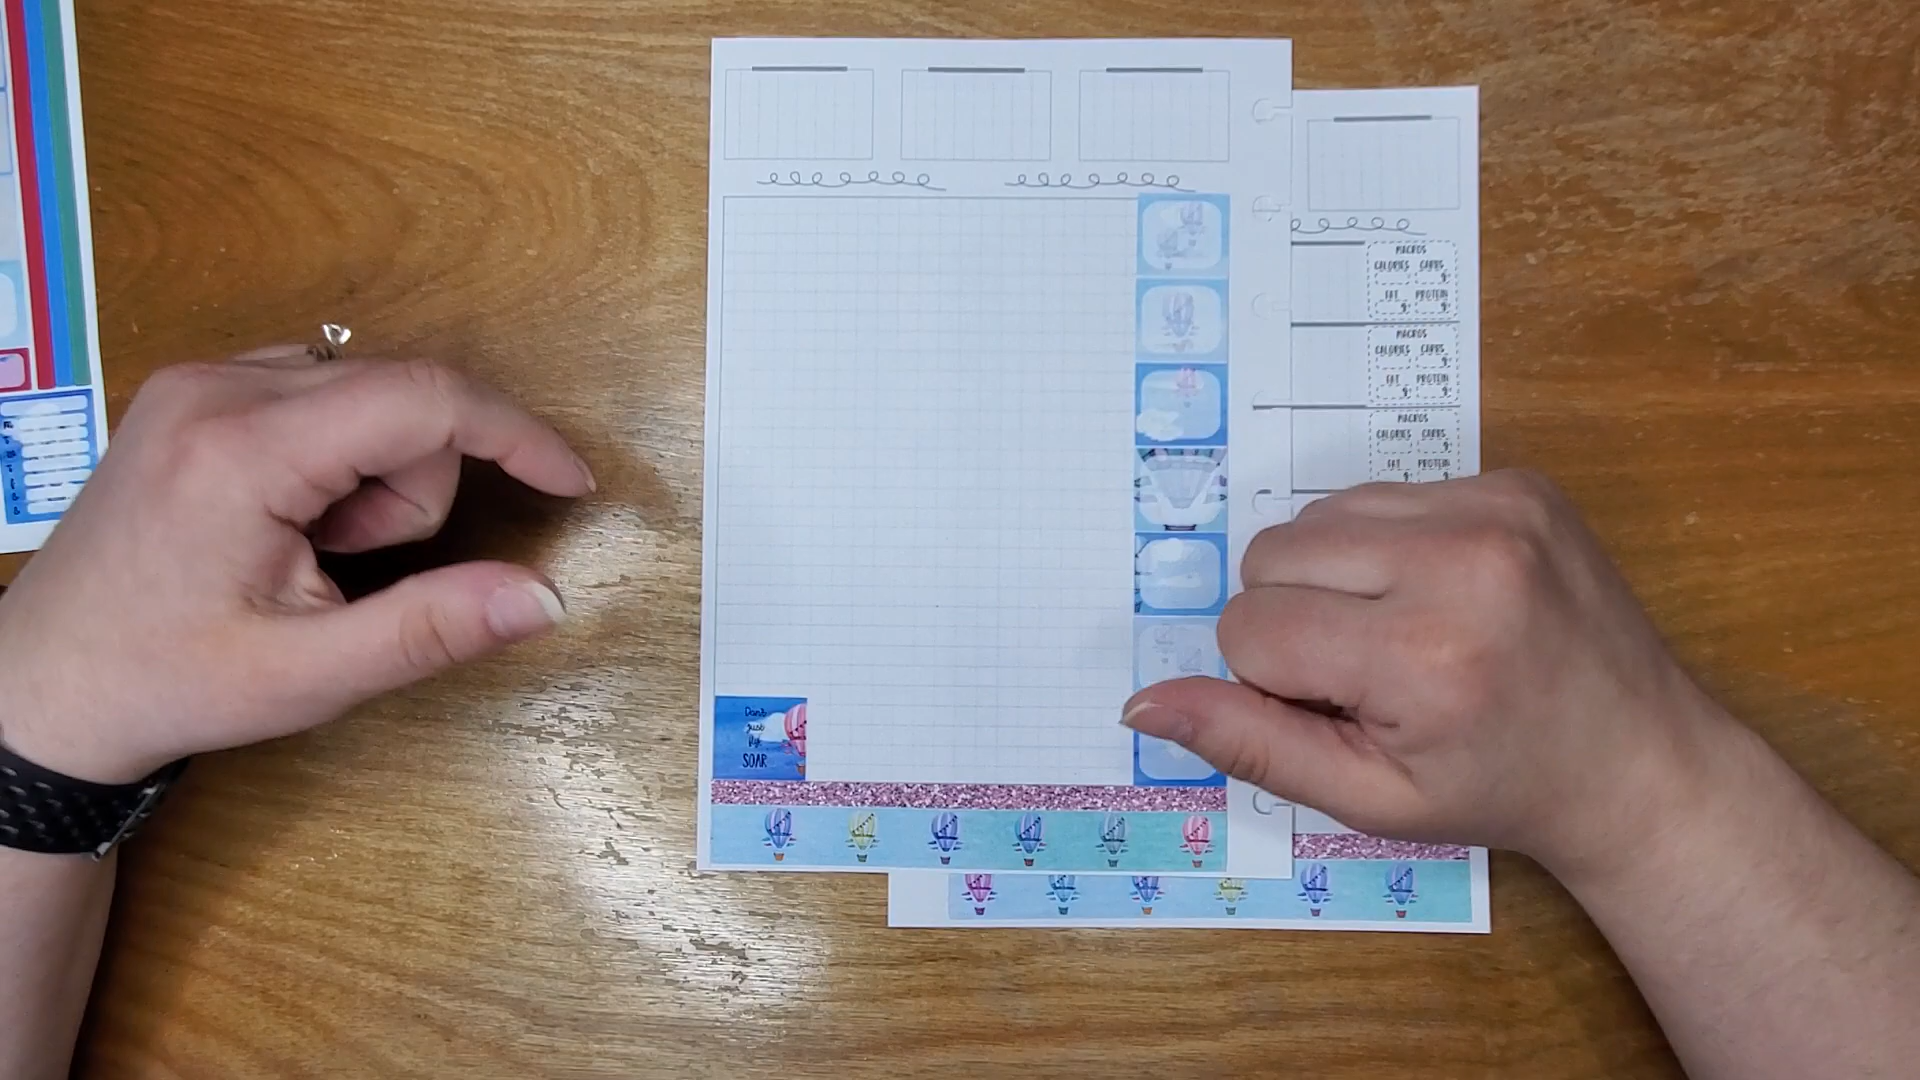 MACROS
CALORIES CARBS
g
FAT PROTEIN
g g
MACROS
CALORIES CARBS
g
FAT PROTEIN
g g
MACROS
CALORIES CARBS
g
FAT PROTEIN
g g
Don't
just
fly
SOAR